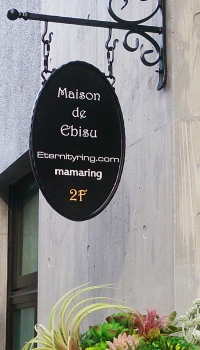 Maison
de
Ebisu
Eternityring.com
mamaring
2F